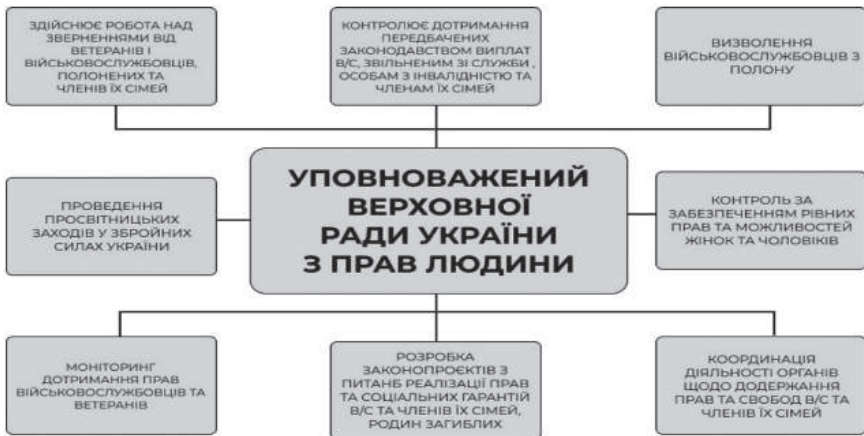 ЗДІЙСНЮЄ РОБОТА НАД
ЗВЕРНЕННЯМИ ВІД
ВЕТЕРАНІВ І
ВІЙСЬКОВОСЛУЖБОВЦІВ,
ПОЛОНЕНИХ ТА
ЧЛЕНІВ ЇХ СІМЕЙ
КОНТРОЛЮЄ ДОТРИМАННЯ
ПЕРЕДБАЧЕНИХ
ЗАКОНОДАВСТВОМ ВИПЛАТ
В/С, ЗВІЛЬНЕНИМ ЗІ СЛУЖБИ ,
ОСОБАМ З ІНВАЛІДНІСТЮ ТА
ЧЛЕНАМ ЇХ СІМЕЙ
ВИЗВОЛЕННЯ
ВІЙСЬКОВОСЛУЖБОВЦІВ З
ПОЛОНУ
ПРОВЕДЕННЯ
ПРОСВІТНИЦЬКИХ
ЗАХОДІВ У ЗБРОЙНИХ
СИЛАХ УКРАЇНИ
УПОВНОВАЖЕНИЙ
ВЕРХОВНОЇ
РАДИ УКРАЇНИ
З ПРАВ ЛЮДИНИ
КОНТРОЛЬ ЗА
ЗАБЕЗПЕЧЕННЯМ РІВНИХ
ПРАВ ТА МОЖЛИВОСТЕЙ
ЖІНОК ТА ЧОЛОВІКІВ
МОНІТОРИНГ
ДОТРИМАННЯ ПРАВ
ВІЙСЬКОВОСЛУЖБОВЦІВ ТА
ВЕТЕРАНІВ
РОЗРОБКА
ЗАКОНОПРОЄКТІВ З
ПИТАНБ РЕАЛІЗАЦІЇ ПРАВ
ТА СОЦІАЛЬНИХ ГАРАНТІЙ
В/С ТА ЧЛЕНІВ ЇХ СІМЕЙ,
РОДИН ЗАГИБЛИХ
КООРДИНАЦІЯ
ДІЯЛЬНОСТІ ОРГАНІВ
ЩОДО ДОДЕРЖАННЯ
ПРАВ ТА СВОБОД В/С ТА
ЧЛЕНІВ ЇХ СІМЕЙ